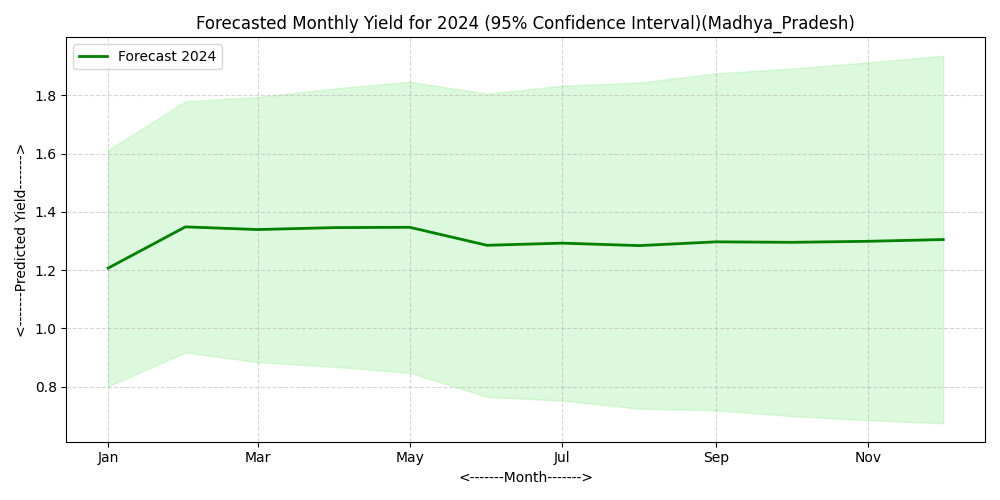 Forecasted Monthly Yield for 2024 (95% Confidence Interval)(Madhya_Pradesh)
Forecast 2024
<------Predicted Yield------>
1.8
1.6
1.4
1.2
1.0
0.8
Jan Mar May Jul Sep Nov
<-------Month------->